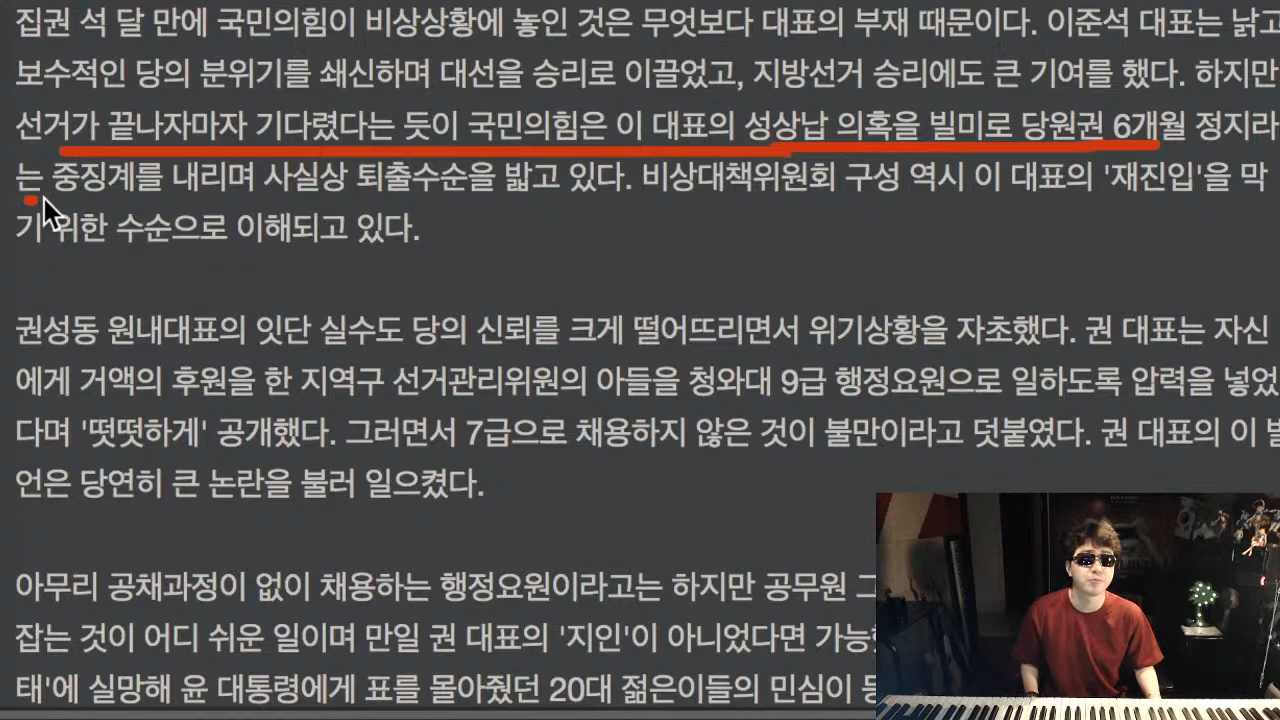 집권 석 달 만에 국민의힘이 비상상황에 놓인 것은 무엇보다 대표의 부재 때문이다. 이준석 대표는 낡고
보수적인 당의 분위기를 쇄신하며 대선을 승리로 이끌었고, 지방선거 승리에도 큰 기여를 했다. 하지만
선거가 끝나자마자 기다렸다는 듯이 국민의힘은 이 대표의 성상납 의혹을 빌미로 당원권 6개월 정지라
는 중징계를 내리며 사실상 퇴출수순을 밟고 있다. 비상대책위원회 구성 역시 이 대표의 '재진입'을 막
기 위한 수순으로 이해되고 있다.
권성동 원내대표의 잇단 실수도 당의 신뢰를 크게 떨어뜨리면서 위기상황을 자초했다. 권 대표는 자신
에게 거액의 후원을 한 지역구 선거관리위원의 아들을 청와대 9급 행정요원으로 일하도록 압력을 넣었
다며 '떳떳하게' 공개했다. 그러면서 7급으로 채용하지 않은 것이 불만이라고 덧붙였다. 권 대표의 이 발
언은 당연히 큰 논란을 불러 일으켰다.
아무리 공채과정이 없이 채용하는 행정요원이라고는 하지만 공무원
잡는 것이 어디 쉬운 일이며 만일 권 대표의 '지인'이 아니었다면
태'에 실망해 윤 대통령에게 표를 몰아줬던 20대 젊은이들의 민심이